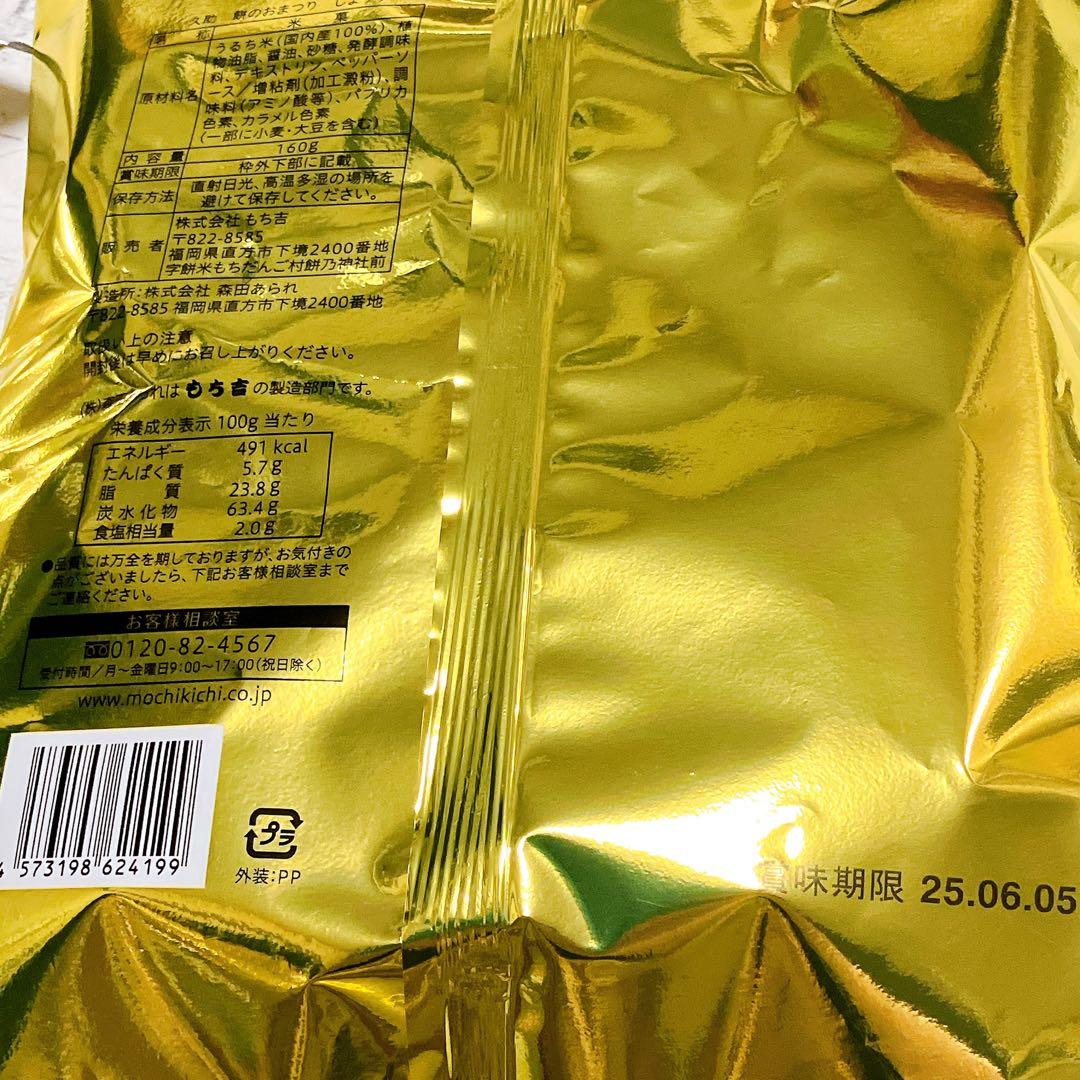 久助 餅のおまつり しょうゆ
名 称 米 菓
原材料名
うるち米(国内産100%)、植
物油脂、醤油、砂糖、発酵調味
料、デキストリン、ペッパーソ
ース/増粘剤(加工澱粉)、調
味料(アミノ酸等)、パプリカ
色素、カラメル色素
(一部に小麦・大豆を含む)
内 容 量 160g
賞味期限 枠外下部に記載
保存方法 直射日光、高温多湿の場所を
避けて保存してください。
販 売 者
株式会社 もち吉
〒822-8585
福岡県直方市下境2400番地
字餅米もちだんご村餅乃神社前
製造所:株式会社 森田あられ
〒822-8585 福岡県直方市下境2400番地
取扱い上の注意
開封後は早めにお召し上がりください。
(株)森田あられは もち吉 の製造部門です。
栄養成分表示 100g 当たり
エネルギー 491 kcal
たんぱく質 5.7g
脂 質 23.8g
炭水化物 63.4g
食塩相当量 2.0g
●品質には万全を期しておりますが、お気付きの
点がございましたら、下記お客様相談室まで
ご連絡ください。
お客様相談室
0120-82-4567
受付時間/月〜金曜日9:00〜17:00(祝日除く)
www.mochikichi.co.jp
4 573198 624199
プラ
外装:PP
賞味期限 25.06.05